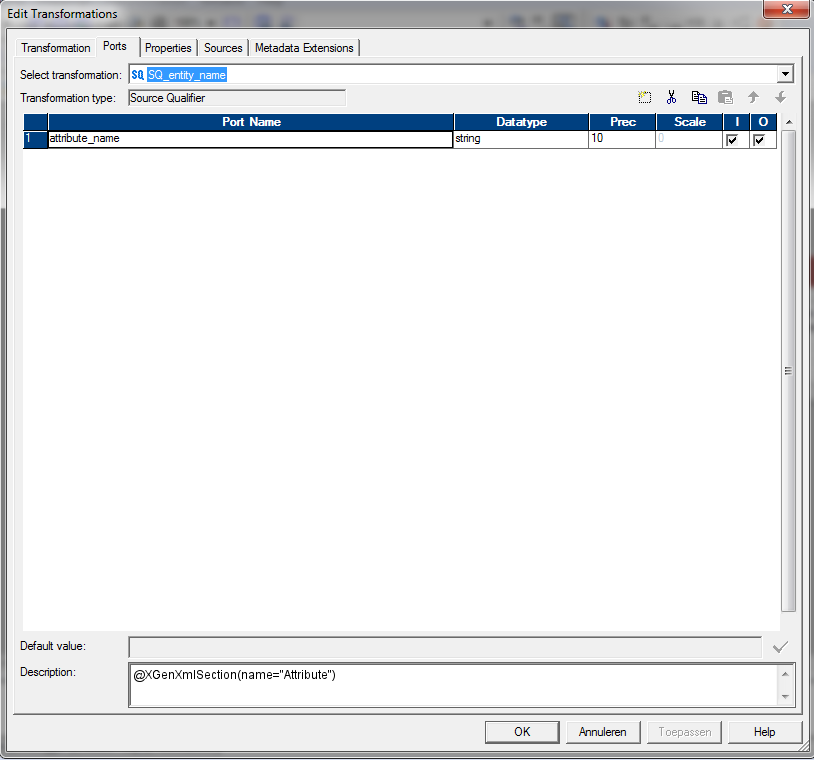 Edit Transformations
Transformation Ports Properties Sources Metadata Extensions
Select transformation: SQ SQ_entity_name
Transformation type: Source Qualifier
Port Name Datatype Prec Scale I O
1 attribute_name string 10 0
Default value:
Description: @XGenXmlSection(name="Attribute")
OK Annuleren Toepassen Help